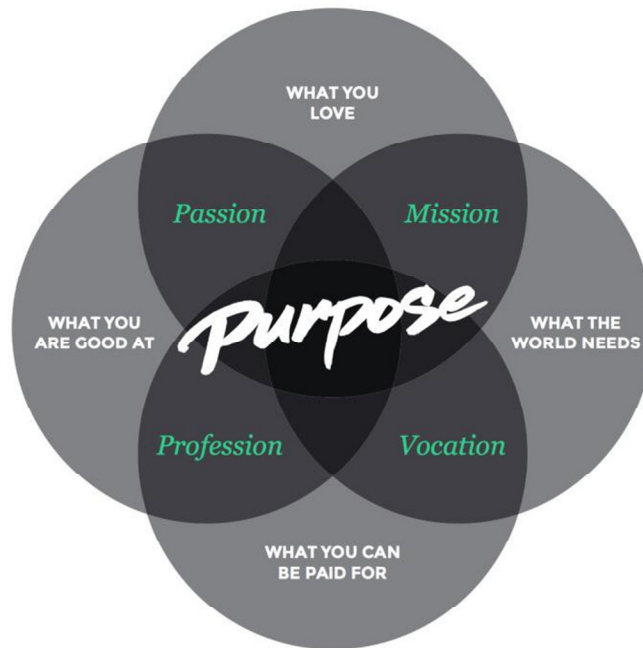 WHAT YOU
LOVE
Passion
Mission
WHAT YOU
ARE GOOD AT
Purpose
WHAT THE
WORLD NEEDS
Profession
Vocation
WHAT YOU CAN
BE PAID FOR